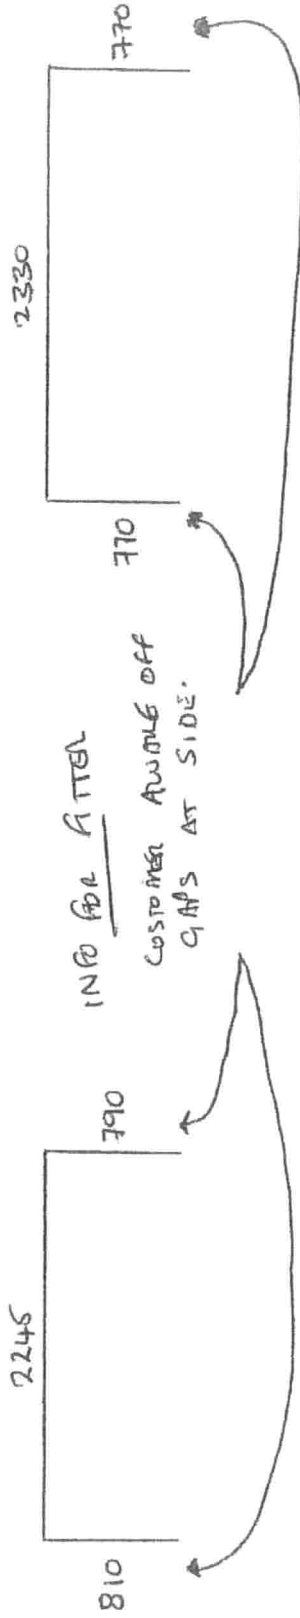 2245
810
790
INFO FOR FITTER
CUSTOMER AWARE OFF
GAPS AT SIDE.
2330
770
770